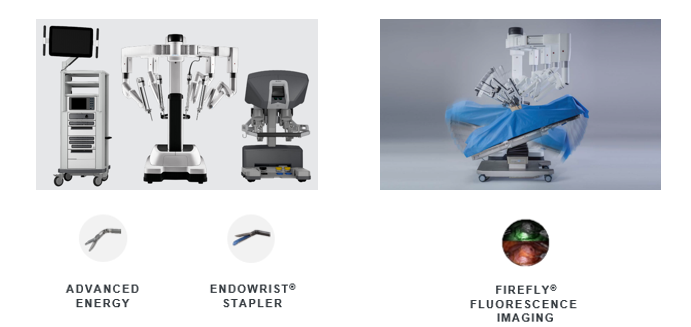 ADVANCED
ENERGY
ENDOWRIST®
STAPLER
FIREFLY®
FLUORESCENCE
IMAGING